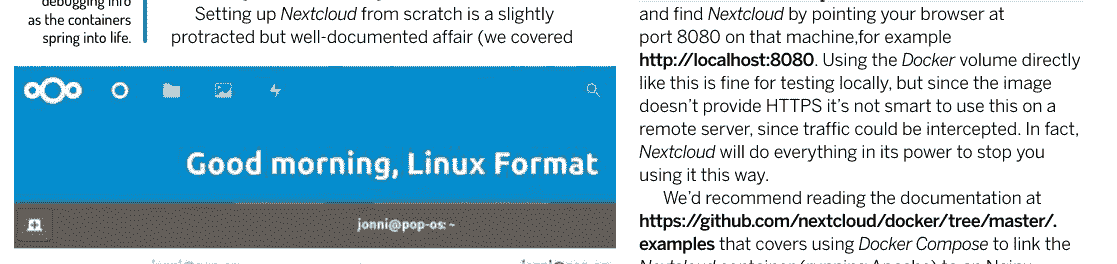 debugging info
as the containers
spring into life.
Setting up Nextcloud from scratch is a slightly
protracted but well-documented affair (we covered
Good morning, Linux Format
jonni@pop-os: ~
and find Nextcloud by pointing your browser at
port 8080 on that machine,for example
http://localhost:8080. Using the Docker volume directly
like this is fine for testing locally, but since the image
doesn't provide HTTPS it's not smart to use this on a
remote server, since traffic could be intercepted. In fact,
Nextcloud will do everything in its power to stop you
using it this way.
We'd recommend reading the documentation at
https://github.com/nextcloud/docker/tree/master/.
examples that covers using Docker Compose to link the